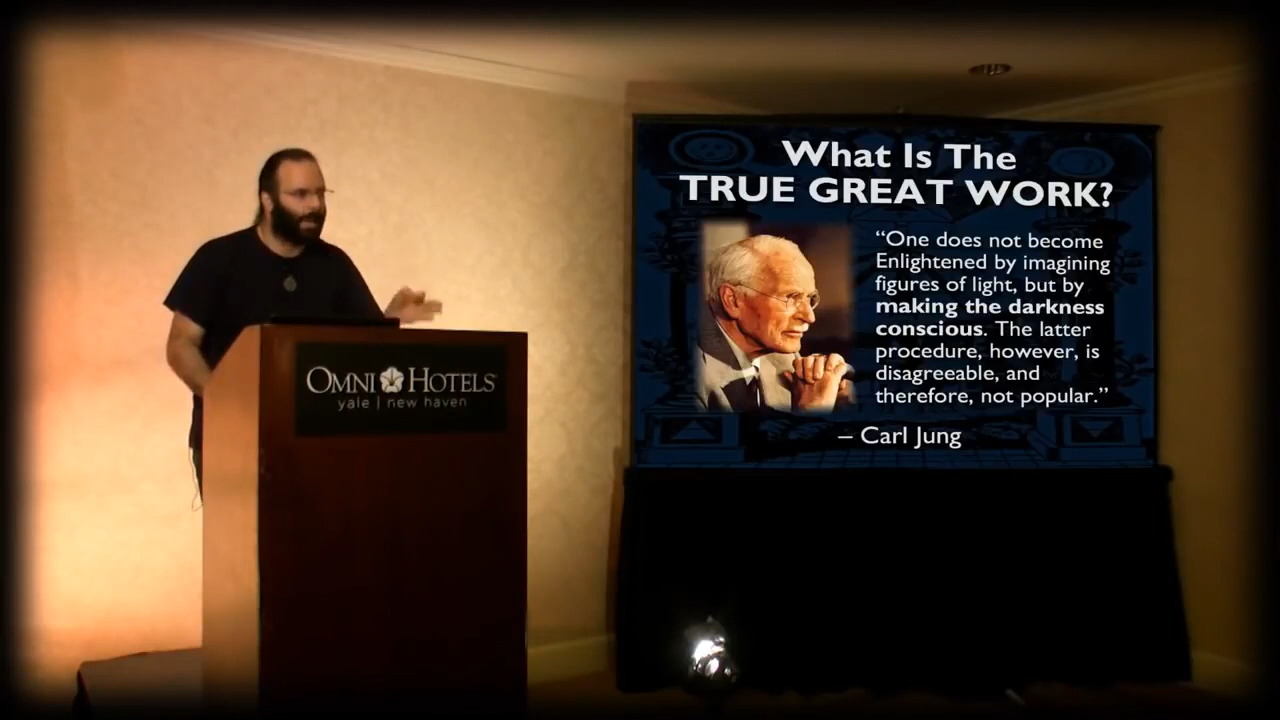 OMNI HOTELS
yale | new haven
What Is The
TRUE GREAT WORK?
“One does not become
Enlightened by imagining
figures of light, but by
making the darkness
conscious. The latter
procedure, however, is
disagreeable, and
therefore, not popular.”
– Carl Jung